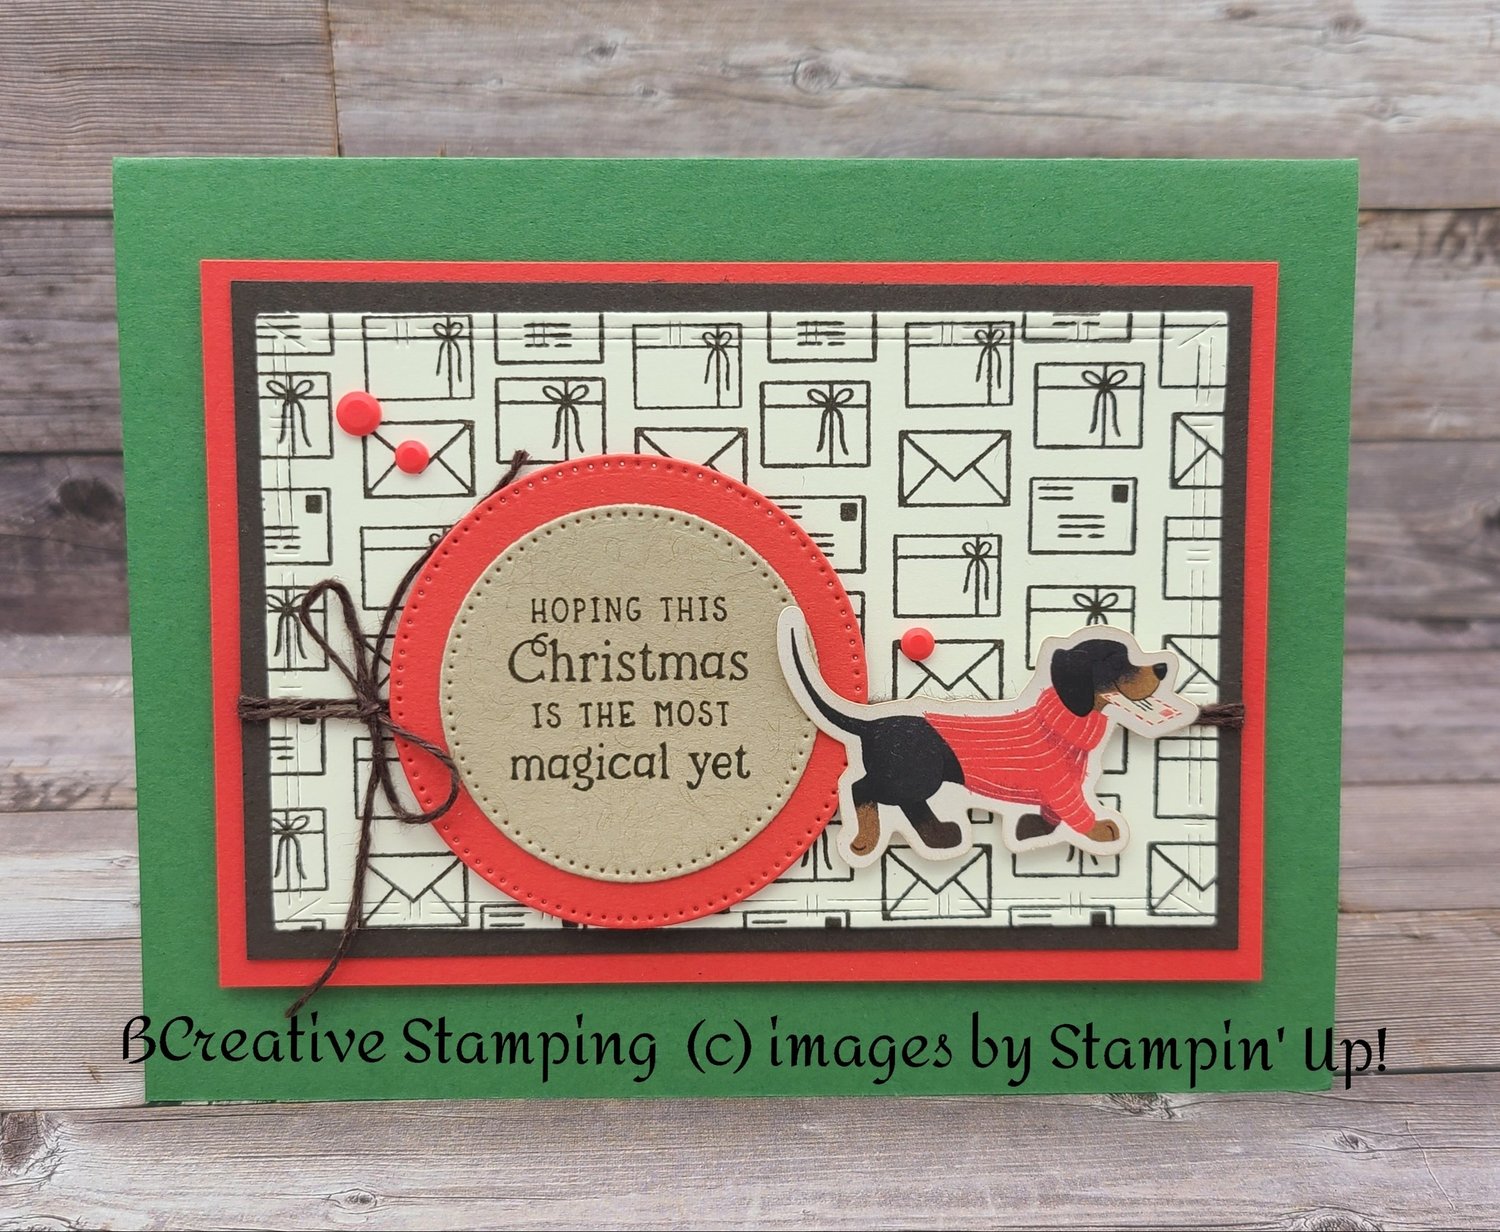 HOPING THIS
Christmas
IS THE MOST
magical yet
BCreative Stamping (c) images by Stampin' Up!